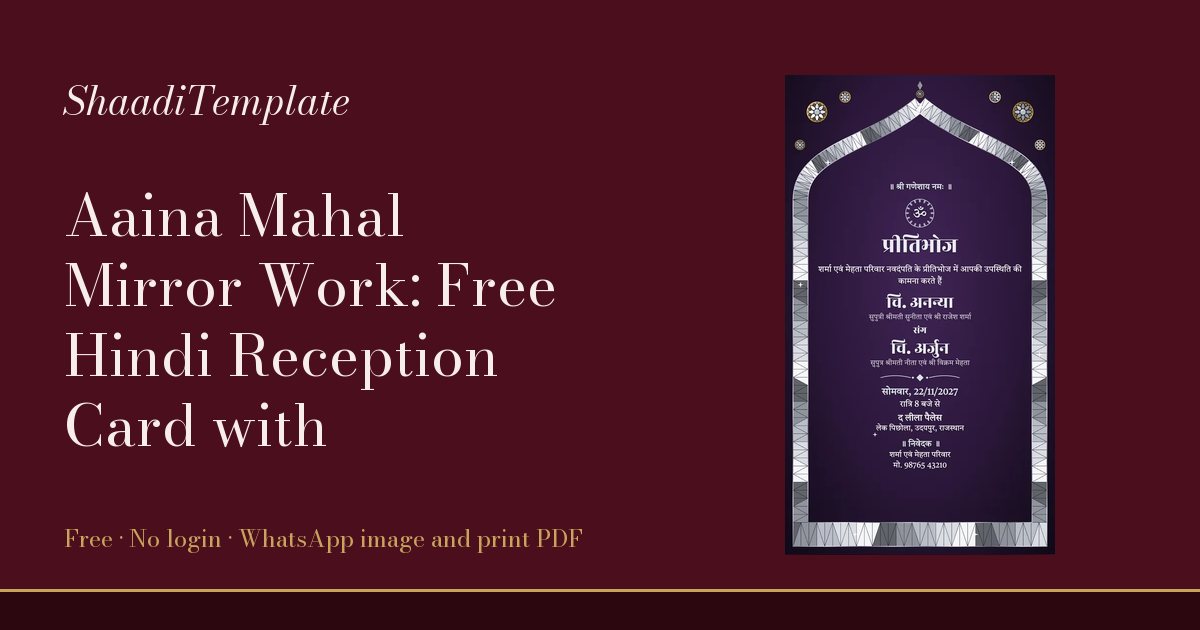 ShaadiTemplate
Aaina Mahal
Mirror Work: Free
Hindi Reception
Card with
Free · No login · WhatsApp image and print PDF
॥ श्री गणेशाय नमः ॥
ॐ
प्रीतिभोज
शर्मा एवं मेहता परिवार नवदंपति के प्रीतिभोज में आपकी उपस्थिति की
कामना करते हैं
चि. अनन्या
सुपुत्री श्रीमती सुनीता एवं श्री राजेश शर्मा
संग
चि. अर्जुन
सुपुत्र श्रीमती नीता एवं श्री विक्रम मेहता
सोमवार, 22/11/2027
रात्रि 8 बजे से
द लीला पैलेस
लेक पिछोला, उदयपुर, राजस्थान
॥ निवेदक ॥
शर्मा एवं मेहता परिवार
मो. 98765 43210